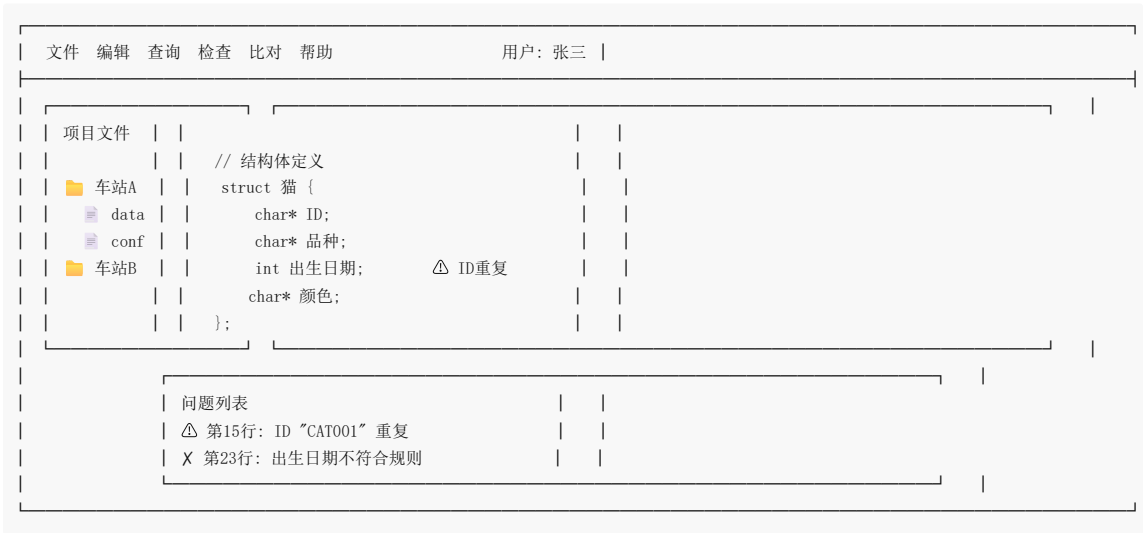 文件 编辑 查询 检查 比对 帮助 用户: 张三
项目文件
// 结构体定义
车站A struct 猫 {
data char* ID;
conf char* 品种;
车站B int 出生日期; ⚠ ID重复
char* 颜色;
};
问题列表
⚠ 第15行: ID "CAT001" 重复
✗ 第23行: 出生日期不符合规则